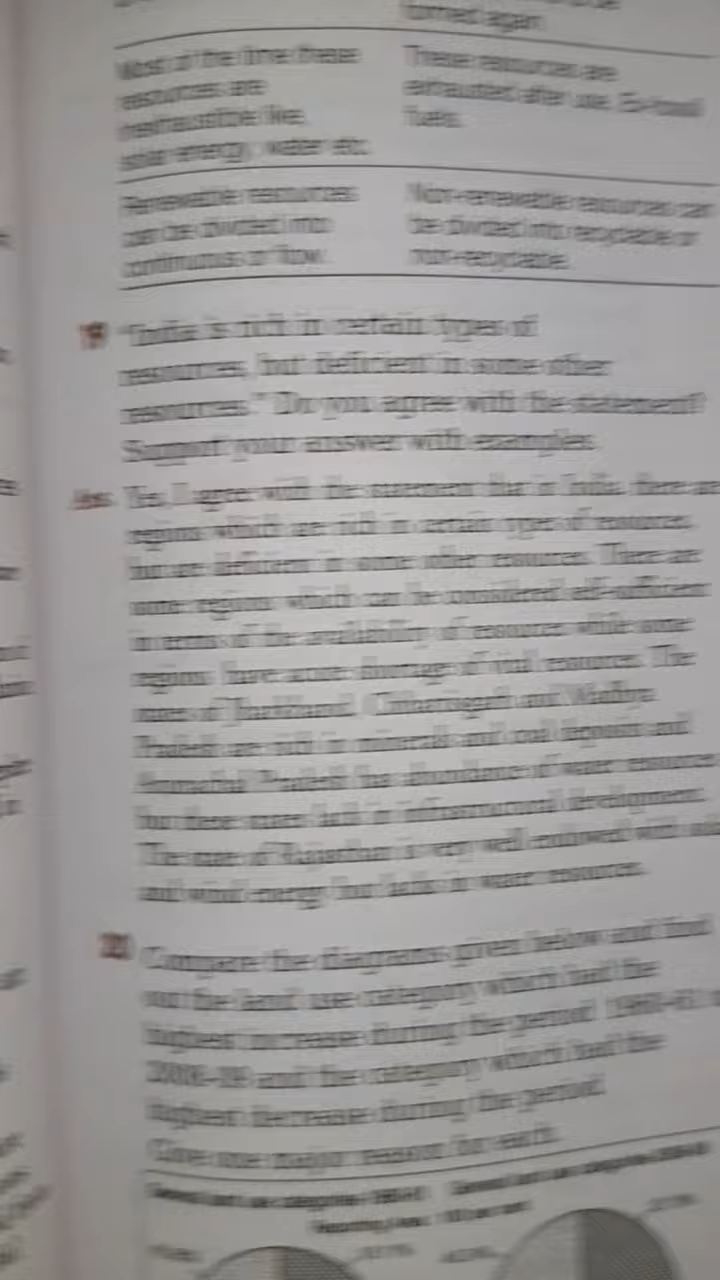 formed again.
Most of the time these
resources are
inexhaustible like,
solar energy, water etc.
These resources are
exhausted after use. Ex-fossil
fuels.
Renewable resources
can be divided into
continuous or flow.
Non-renewable resources can
be divided into recyclable or
non-recyclable.
"India is rich in certain types of
resources, but deficient in some other
resources." Do you agree with the statement?
Support your answer with examples.
Ans. Yes, I agree with the statement that in India, there are
regions which are rich in certain types of resources
but are deficient in some other resources. There are
some regions which can be considered self-sufficient
in terms of the availability of resources while some
regions have acute shortage of vital resources. The
states of Jharkhand, Chhattisgarh and Madhya
Pradesh are rich in minerals and coal deposits and
Arunachal Pradesh has abundance of water resources
but these states lack in infrastructural development.
The state of Rajasthan is very well endowed with
and wind energy but lacks in water resources.
Compare the diagrams given below and find
out the land use category which had the
highest increase during the period 1960-61
and the category which had the
highest decrease during the period.
Give one major reason for each.